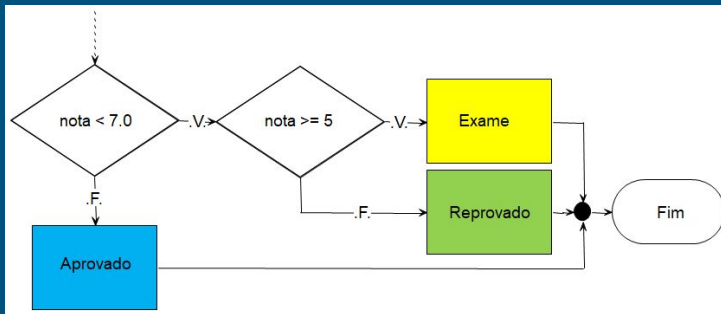 nota < 7.0
.V.
nota >= 5
.V.
Exame
.F.
.F.
Reprovado
Fim
Aprovado